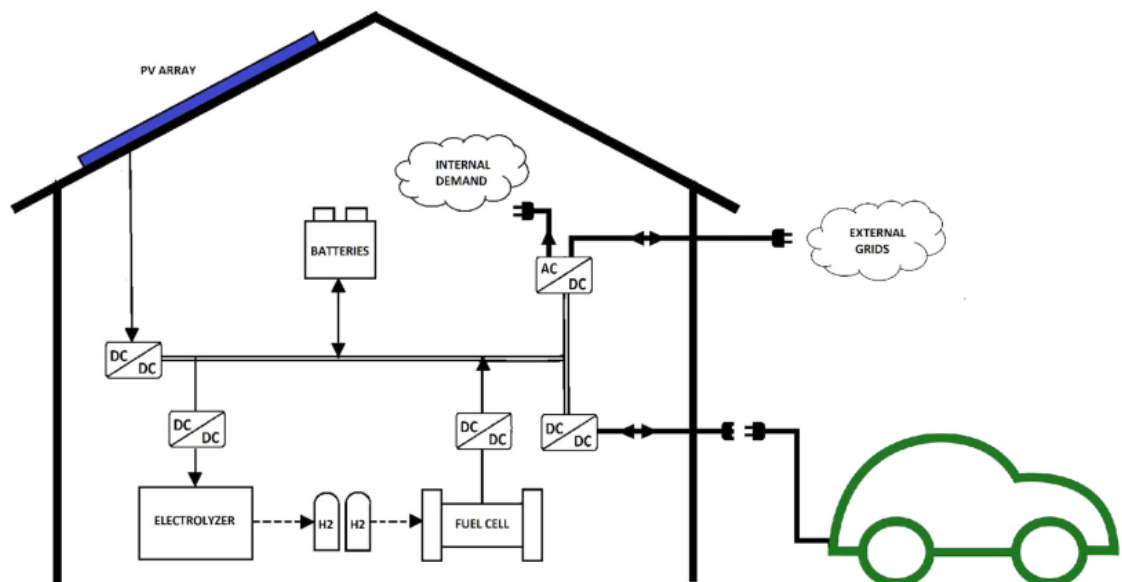 PV ARRAY
INTERNAL
DEMAND
EXTERNAL
GRIDS
BATTERIES
AC
DC
DC
DC
DC
DC
DC
DC
DC
DC
ELECTROLYZER
H2
H2
FUEL CELL